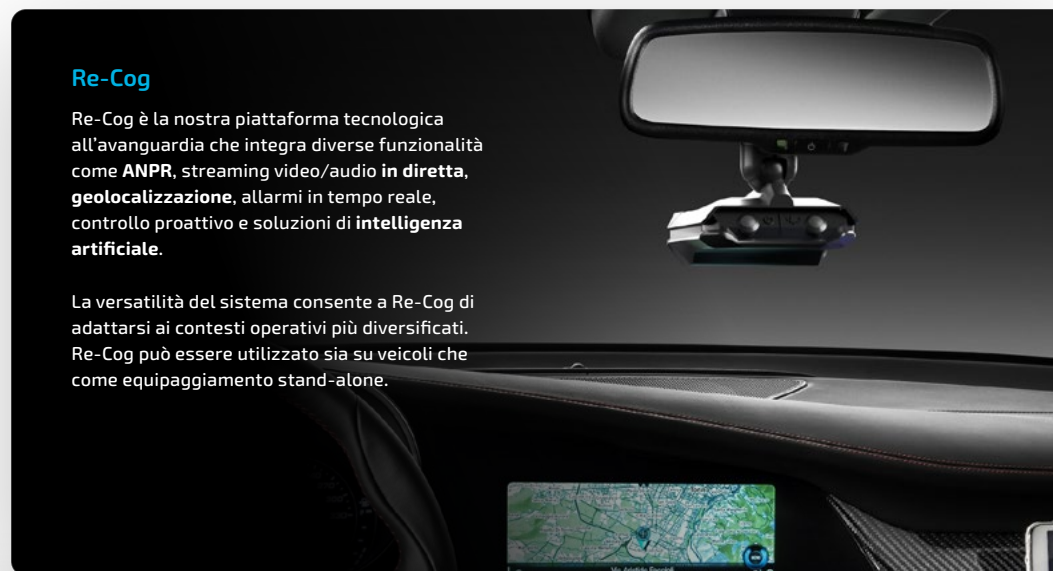 Re-Cog
Re-Cog è la nostra piattaforma tecnologica
all'avanguardia che integra diverse funzionalità
come ANPR, streaming video/audio in diretta,
geolocalizzazione, allarmi in tempo reale,
controllo proattivo e soluzioni di intelligenza
artificiale.
La versatilità del sistema consente a Re-Cog di
adattarsi ai contesti operativi più diversificati.
Re-Cog può essere utilizzato sia su veicoli che
come equipaggiamento stand-alone.